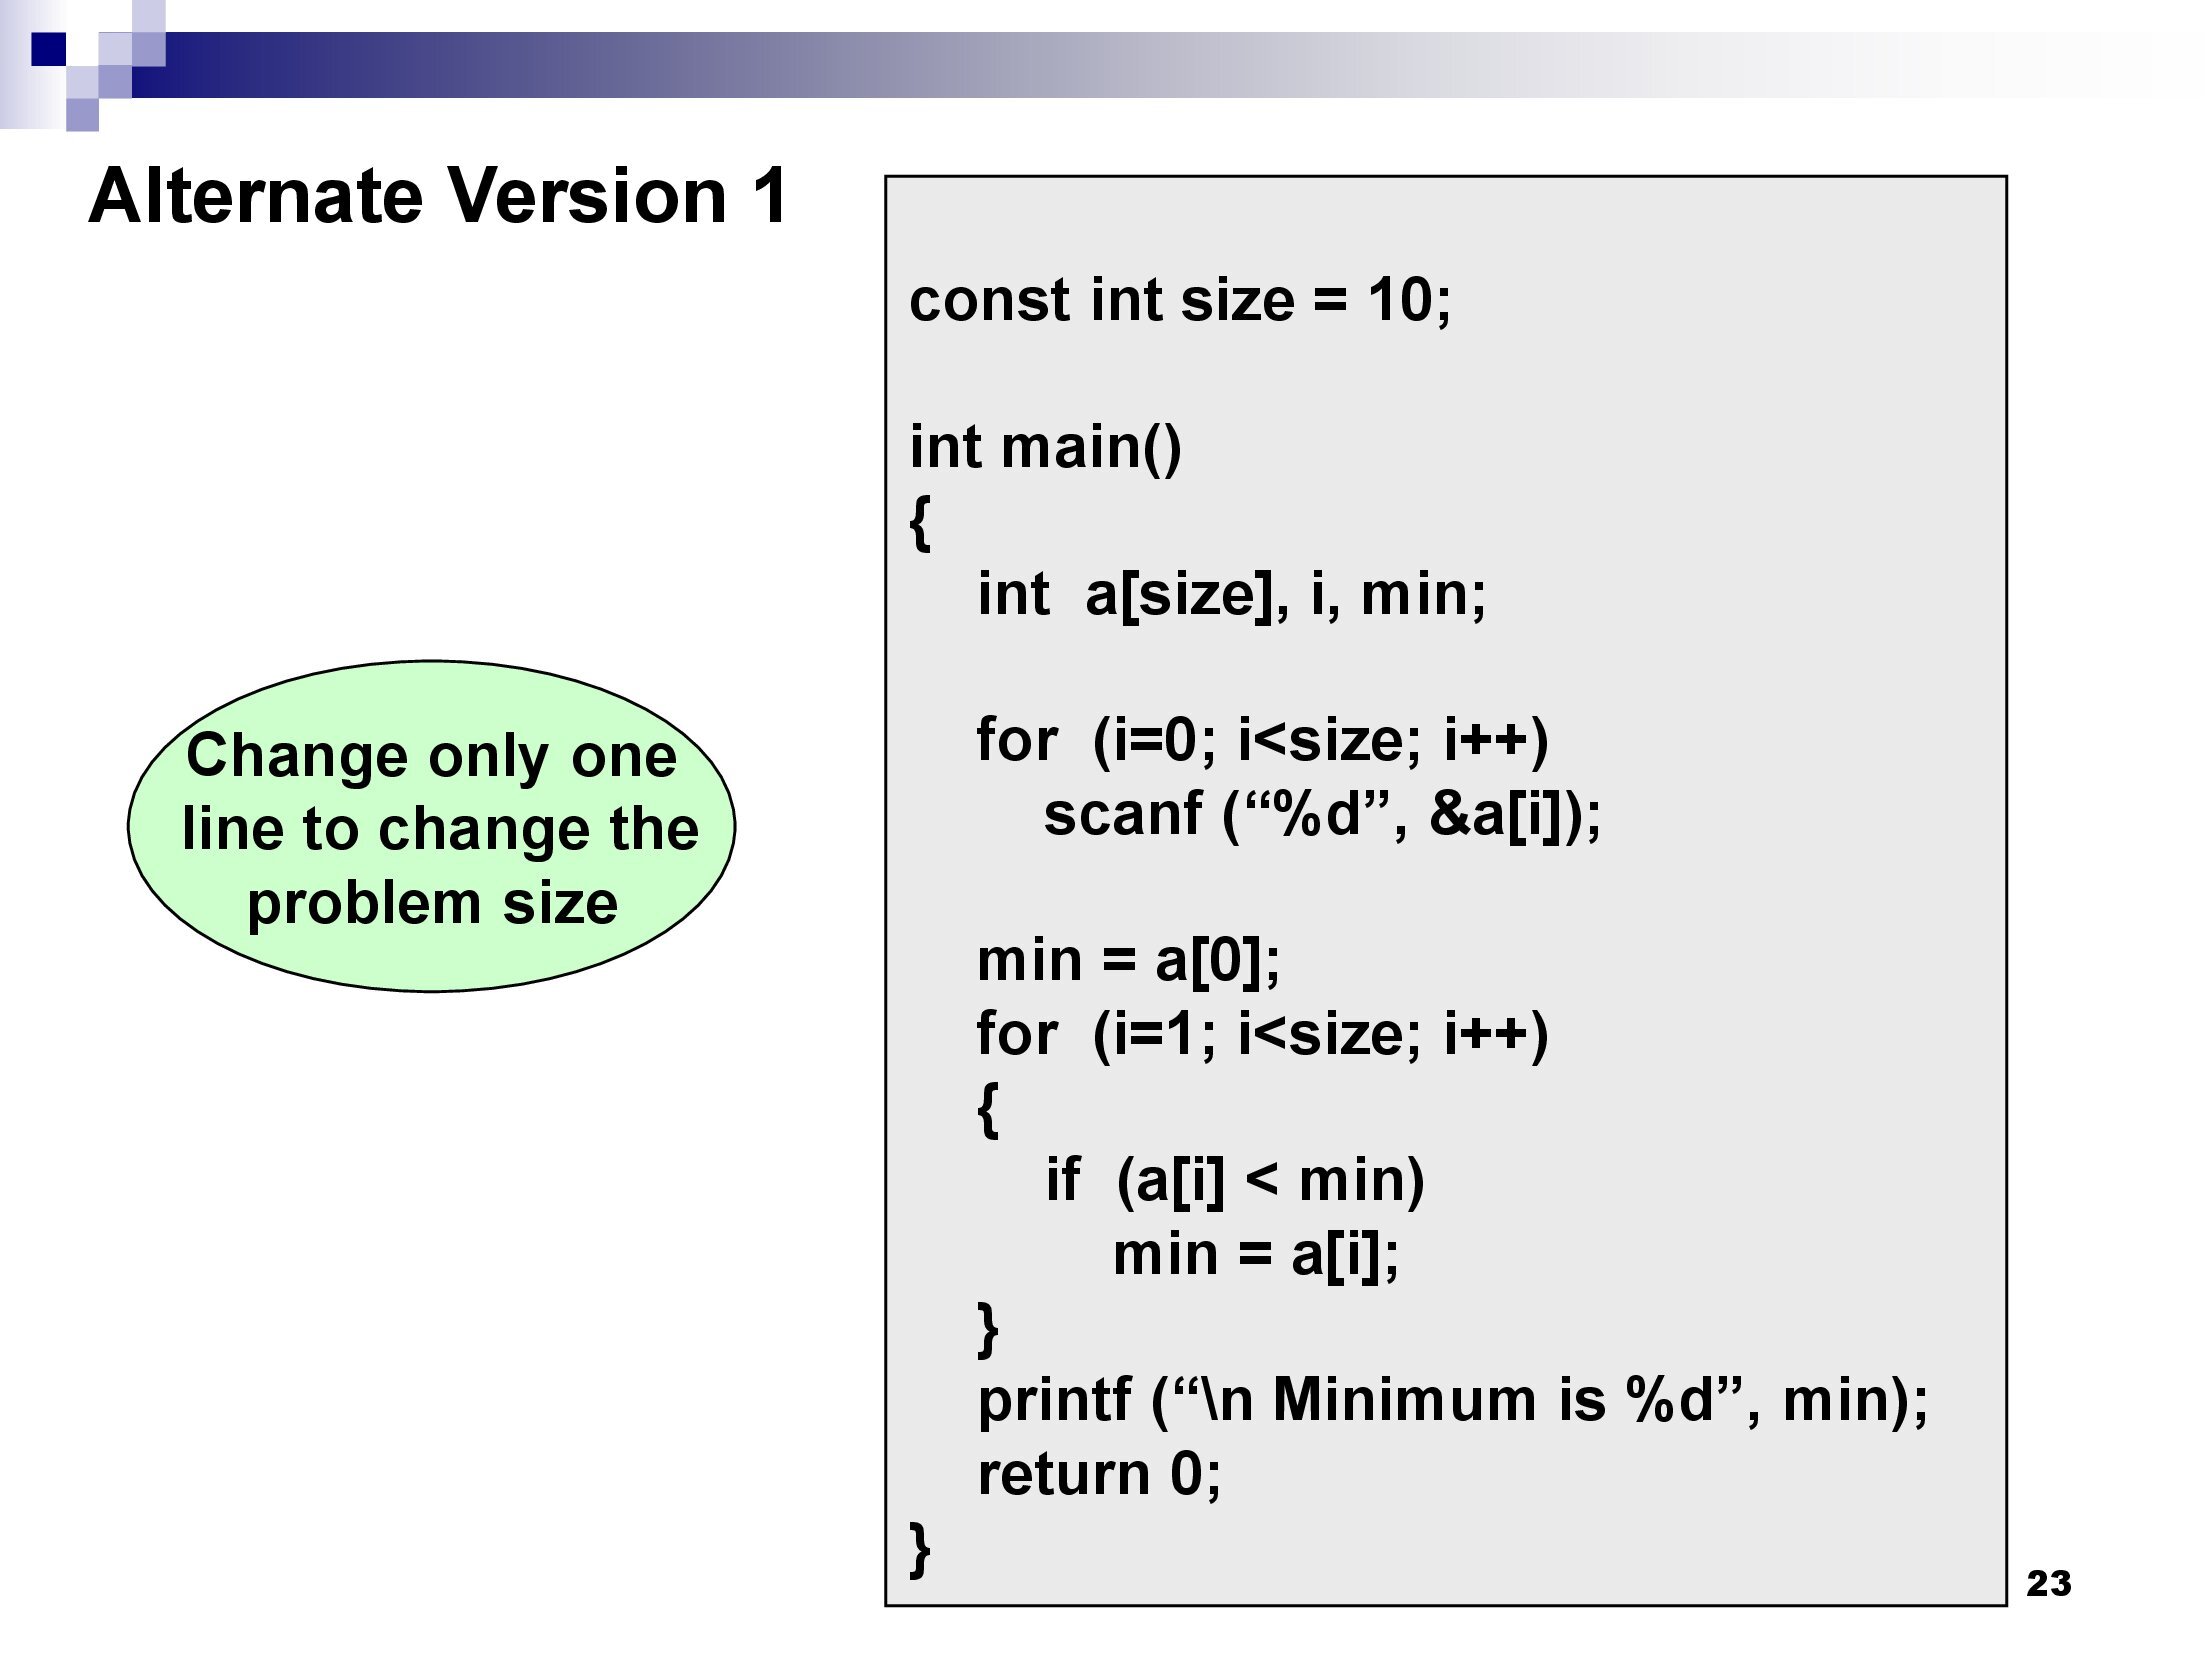 Alternate Version 1
const int size = 10;
int main()
{
int  a[size], i, min;
for  (i=0; i<size; i++)
scanf (“%d”, &a[i]);
min = a[0];
for  (i=1; i<size; i++)
{
if  (a[i] < min)
min = a[i];
}
printf (“\n Minimum is %d”, min);
return 0;
}
Change only one
line to change the
problem size
23